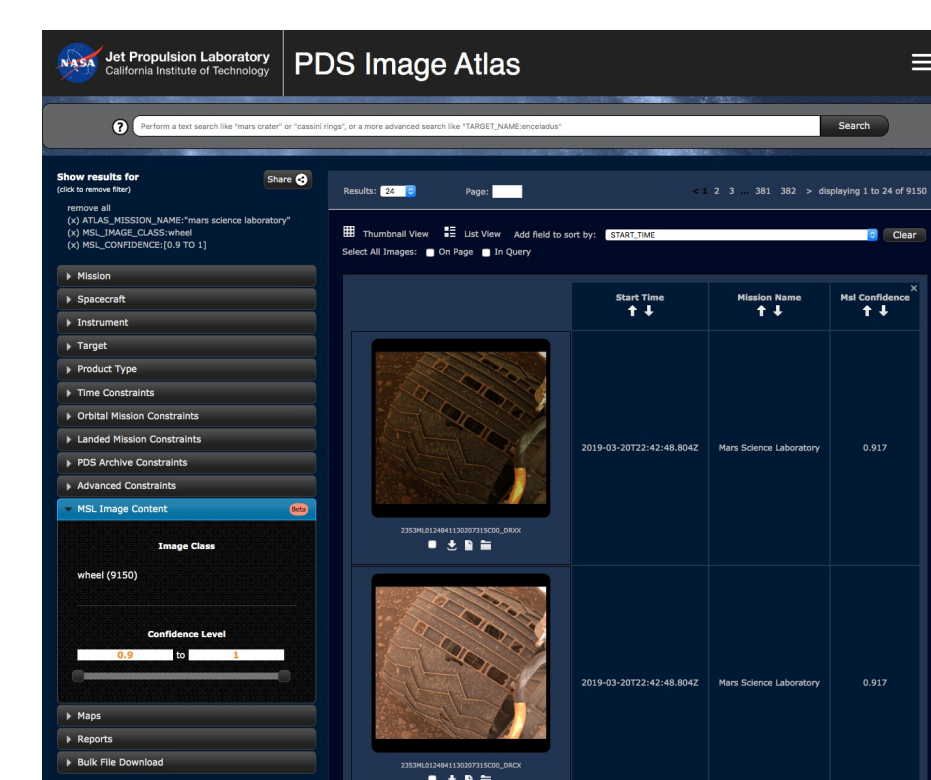 NASA
Jet Propulsion Laboratory
California Institute of Technology
PDS Image Atlas
?
Perform a text search like "mars crater" or "cassini rings", or a more advanced search like "TARGET_NAME:enceladus"
Search
Show results for
(click to remove filter)
Share
remove all
(x) ATLAS_MISSION_NAME:"mars science laboratory"
(x) MSL_IMAGE_CLASS:wheel
(x) MSL_CONFIDENCE:[0.9 TO 1]
Mission
Spacecraft
Instrument
Target
Product Type
Time Constraints
Orbital Mission Constraints
Landed Mission Constraints
PDS Archive Constraints
Advanced Constraints
MSL Image Content Beta
Image Class
wheel (9150)
Confidence Level
0.9 to 1
Maps
Reports
Bulk File Download
Results: 24 Page: < 1 2 3 ... 381 382 > displaying 1 to 24 of 9150
Thumbnail View List View Add field to sort by: START_TIME Clear
Select All Images: On Page In Query
Start Time Mission Name Msl Confidence
2019-03-20T22:42:48.804Z Mars Science Laboratory 0.917
2353ML0124841130207315C00_DRXX
2019-03-20T22:42:48.804Z Mars Science Laboratory 0.917
2353ML0124841130207315C00_DRCX